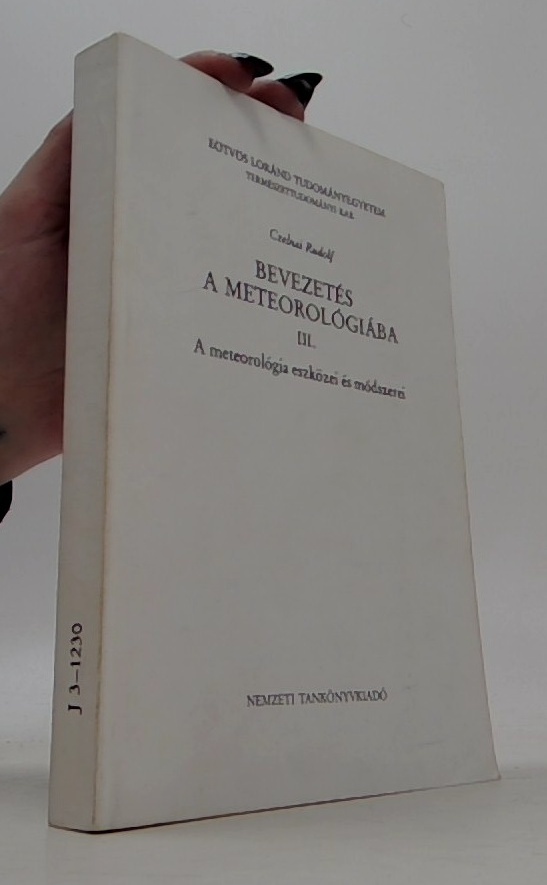 EÖTVÖS LORÁND TUDOMÁNYEGYETEM
TERMÉSZETTUDOMÁNYI KAR
Czelnai Rudolf
BEVEZETÉS
A METEOROLÓGIÁBA
III.
A meteorológia eszközei és módszerei
NEMZETI TANKÖNYVKIADÓ
J 3–1230